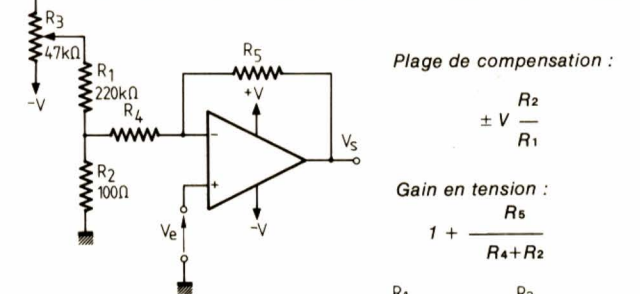 R3
47kΩ
-V
R1
220kΩ
R4
R2
100Ω
R5
+V
-
+
-V
Vs
Ve
Plage de compensation :
± V R2
R1
Gain en tension :
1 + R5
R4+R2